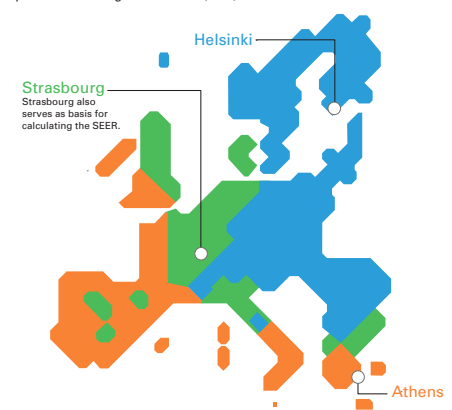 Helsinki
Strasbourg
Strasbourg also
serves as basis for
calculating the SEER.
Athens